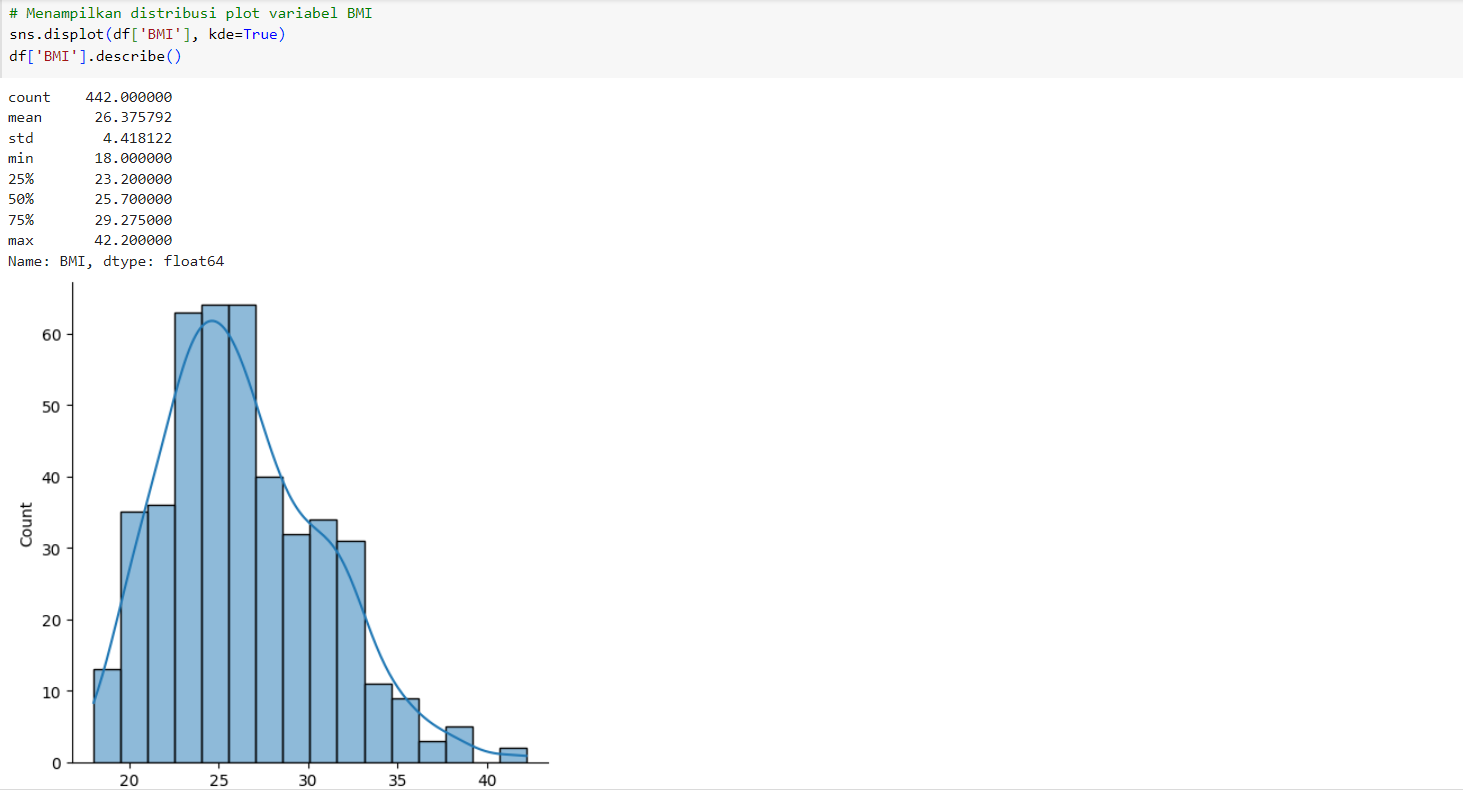 # Menampilkan distribusi plot variabel BMI
sns.displot(df['BMI'], kde=True)
df['BMI'].describe()
count 442.000000
mean 26.375792
std 4.418122
min 18.000000
25% 23.200000
50% 25.700000
75% 29.275000
max 42.200000
Name: BMI, dtype: float64
60
50
40
30
20
10
0
Count
20 25 30 35 40